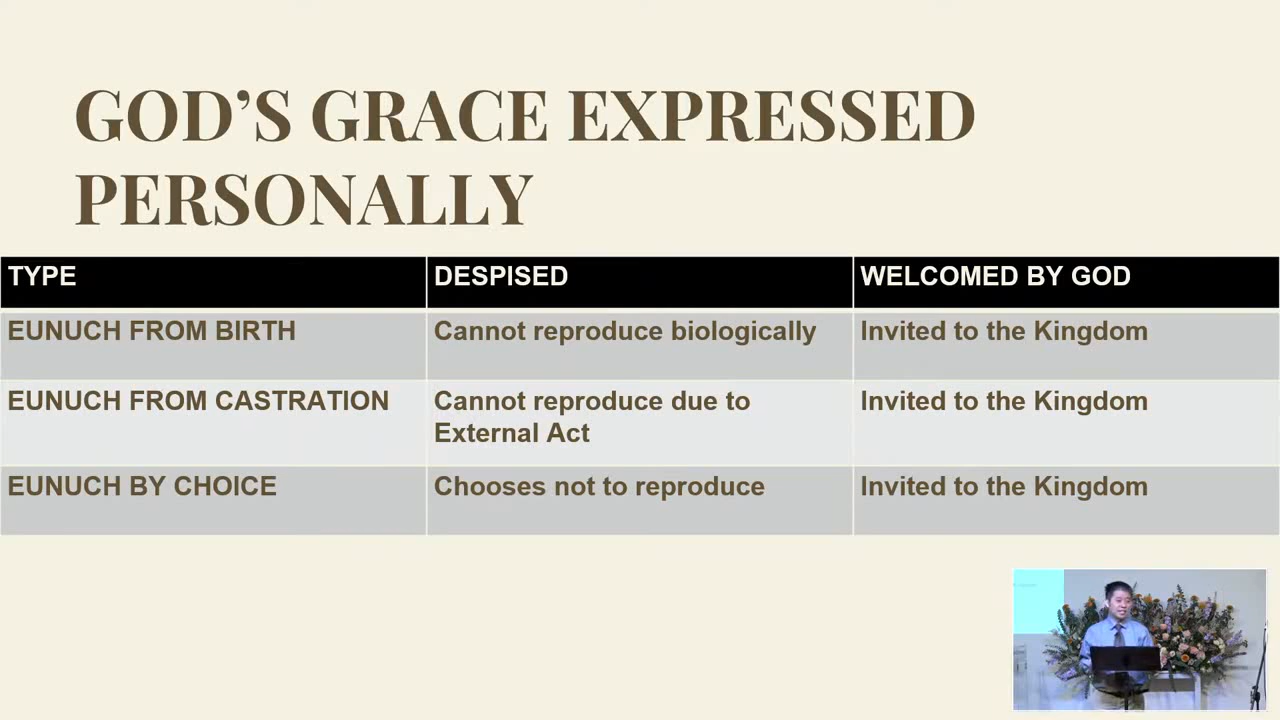 GOD’S GRACE EXPRESSED
PERSONALLY
TYPE
DESPISED
WELCOMED BY GOD
EUNUCH FROM BIRTH
Cannot reproduce biologically
Invited to the Kingdom
EUNUCH FROM CASTRATION
Cannot reproduce due to
External Act
Invited to the Kingdom
EUNUCH BY CHOICE
Chooses not to reproduce
Invited to the Kingdom